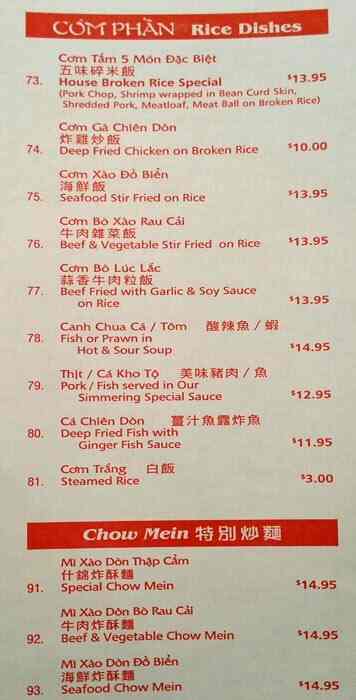 CƠM PHẦN Rice Dishes
Cơm Tấm 5 Món Đặc Biệt
五味碎米飯
73. House Broken Rice Special $13.95
(Pork Chop, Shrimp wrapped in Bean Curd Skin,
Shredded Pork, Meatloaf, Meat Ball on Broken Rice)
Cơm Gà Chiên Dòn
炸雞炒飯
74. Deep Fried Chicken on Broken Rice $10.00
Cơm Xào Đồ Biển
海鮮飯
75. Seafood Stir Fried on Rice $13.95
Cơm Bò Xào Rau Cải
牛肉雜菜飯
76. Beef & Vegetable Stir Fried on Rice $13.95
Cơm Bò Lúc Lắc
蒜香牛肉粒飯
77. Beef Fried with Garlic & Soy Sauce
on Rice $13.95
Canh Chua Cá / Tôm 酸辣魚 / 蝦
78. Fish or Prawn in
Hot & Sour Soup $14.95
Thịt / Cá Kho Tộ 美味豬肉 / 魚
79. Pork / Fish served in Our
Simmering Special Sauce $12.95
Cá Chiên Dòn 薑汁魚露炸魚
80. Deep Fried Fish with
Ginger Fish Sauce $11.95
Cơm Trắng 白飯
81. Steamed Rice $3.00
Chow Mein 特別炒麵
Mì Xào Dòn Thập Cẩm
什錦炸酥麵
91. Special Chow Mein $14.95
Mì Xào Dòn Bò Rau Cải
牛肉炸酥麵
92. Beef & Vegetable Chow Mein $14.95
Mì Xào Dòn Đồ Biển
海鮮炸酥麵
93. Seafood Chow Mein $14.95